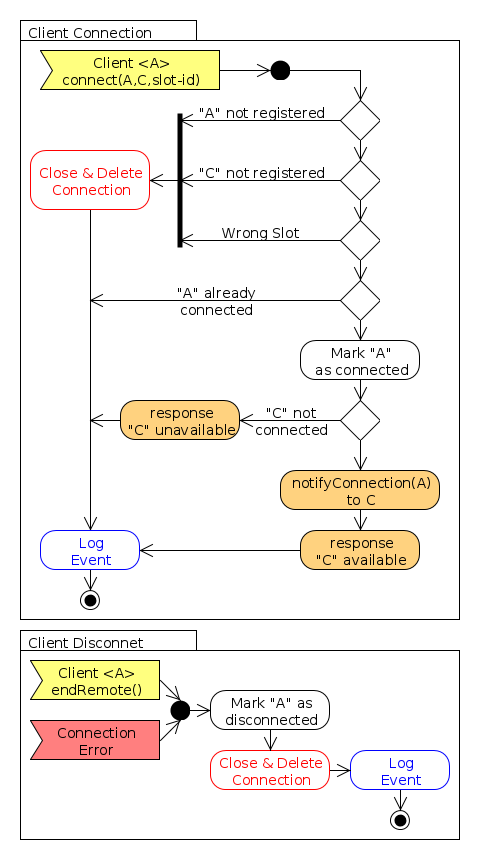 Client Connection
Client <A>
connect(A,C,slot-id)
"A" not registered
Close & Delete
Connection
"C" not registered
Wrong Slot
"A" already
connected
Mark "A"
as connected
response
"C" unavailable
"C" not
connected
notifyConnection(A)
to C
Log
Event
response
"C" available
Client Disconnet
Client <A>
endRemote()
Connection
Error
Mark "A" as
disconnected
Close & Delete
Connection
Log
Event